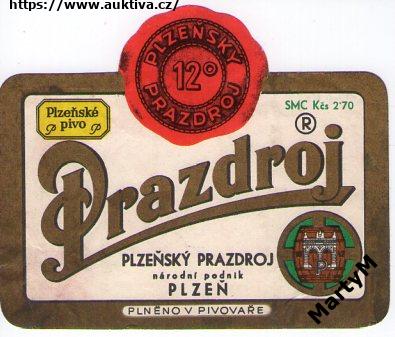 https://www.auktiva.cz/
PLZEŇSKÝ
12°
PRAZDROJ
Plzeňské
pivo
SMC Kčs 2'70
®
Prazdroj
PLZEŇSKÝ PRAZDROJ
národní podnik
PLZEŇ
PLNĚNO V PIVOVAŘE
MartyM